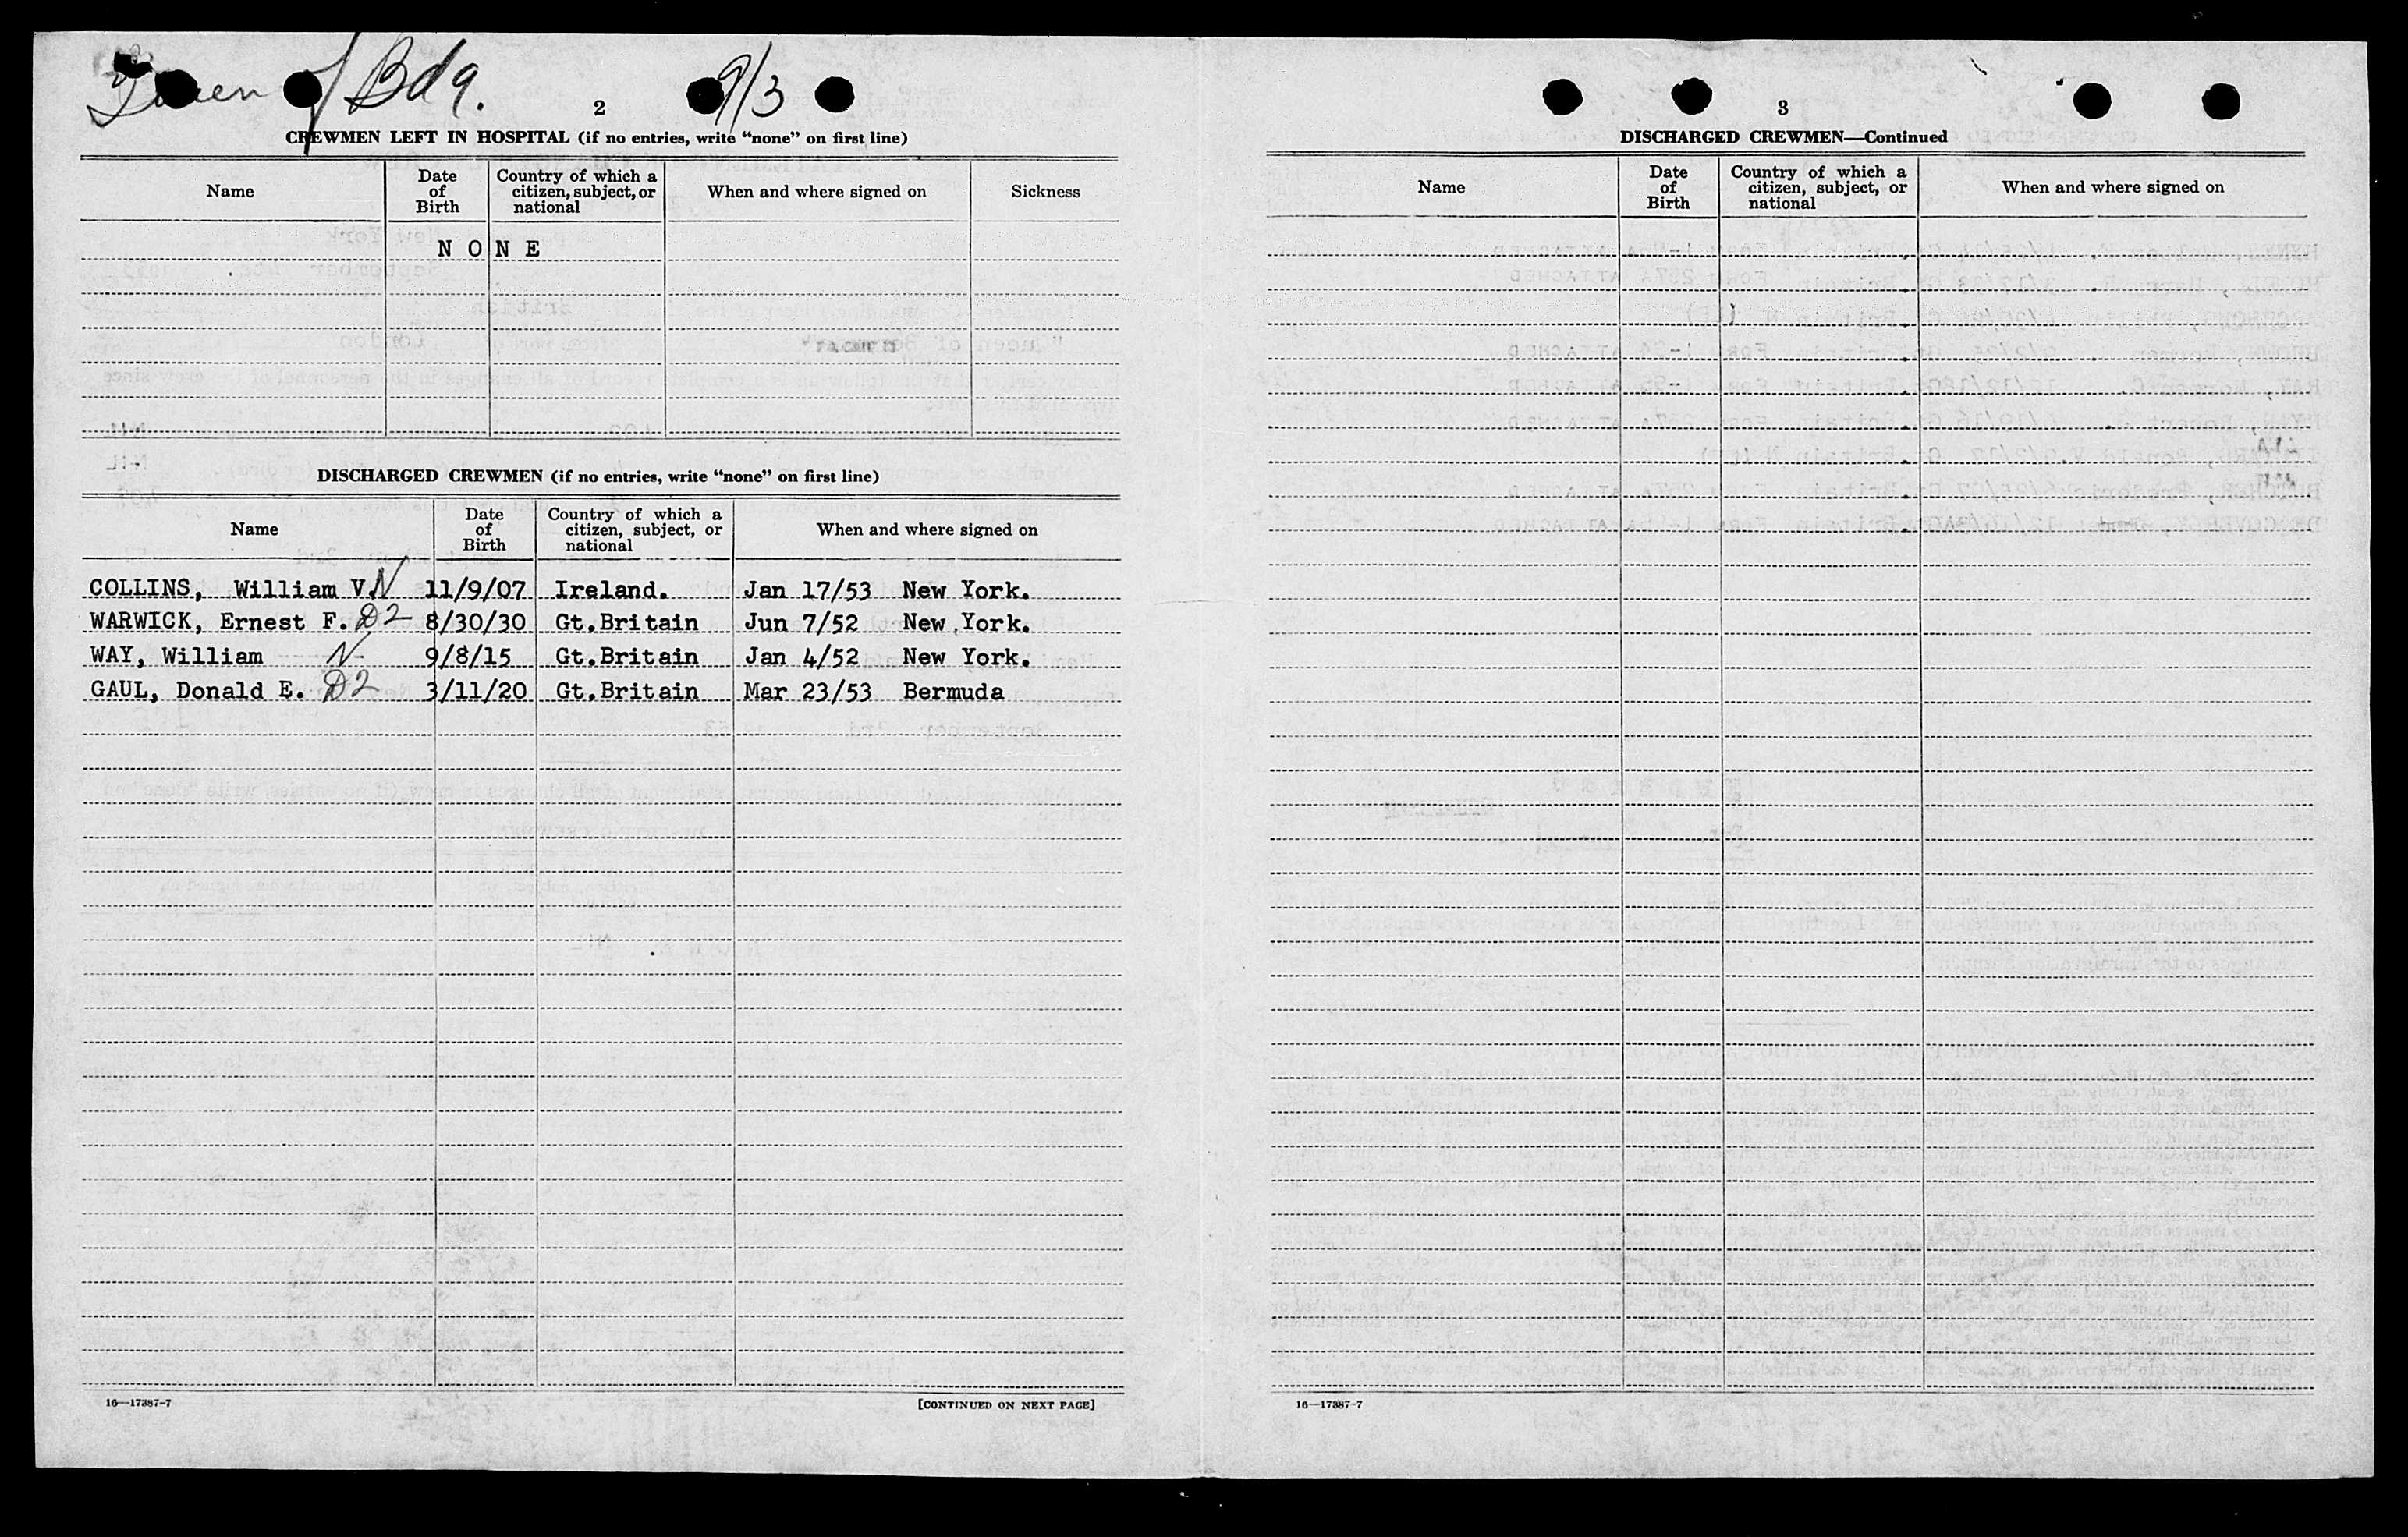 Queen of Bda. 9/3
2
CREWMEN LEFT IN HOSPITAL (if no entries, write "none" on first line)
Name Date of Birth Country of which a citizen, subject, or national When and where signed on Sickness
N O N E
DISCHARGED CREWMEN (if no entries, write "none" on first line)
Name Date of Birth Country of which a citizen, subject, or national When and where signed on
COLLINS, William V. N 11/9/07 Ireland. Jan 17/53 New York.
WARWICK, Ernest F. D2 8/30/30 Gt.Britain Jun 7/52 New York.
WAY, William N 9/8/15 Gt.Britain Jan 4/52 New York.
GAUL, Donald E. D2 3/11/20 Gt.Britain Mar 23/53 Bermuda
16—17387-7 [CONTINUED ON NEXT PAGE]
3
DISCHARGED CREWMEN—Continued
Name Date of Birth Country of which a citizen, subject, or national When and where signed on
16—17387-7